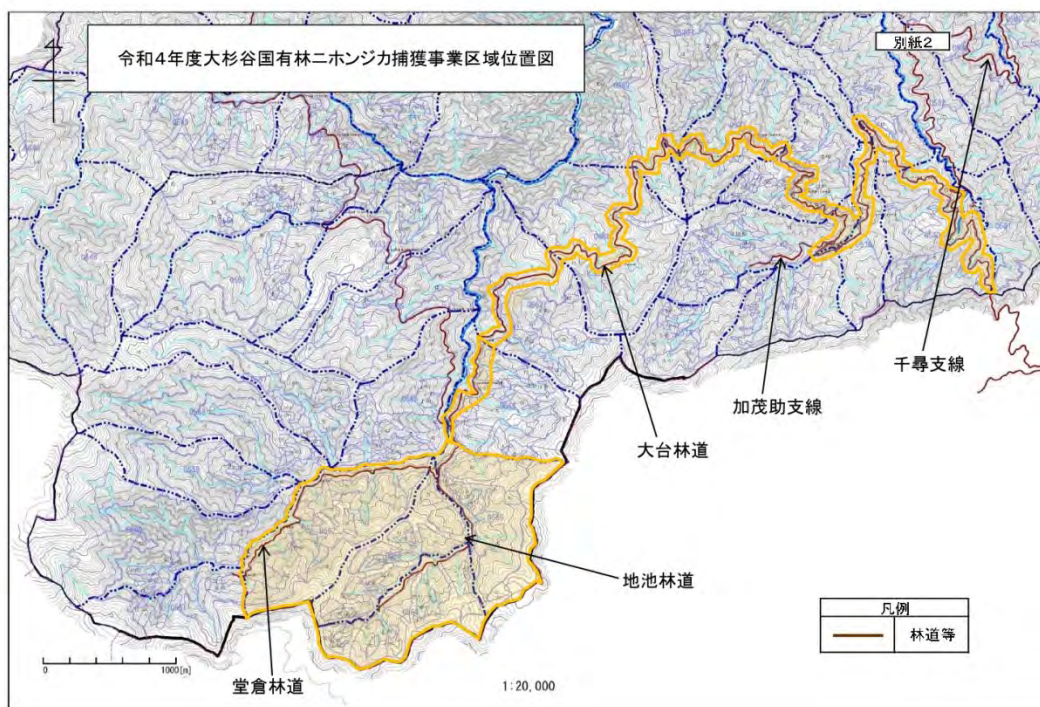 令和4年度大杉谷国有林ニホンジカ捕獲事業区域位置図
別紙2
千尋支線
加茂助支線
大台林道
地池林道
堂倉林道
凡例
林道等
0
1000[m]
1:20,000